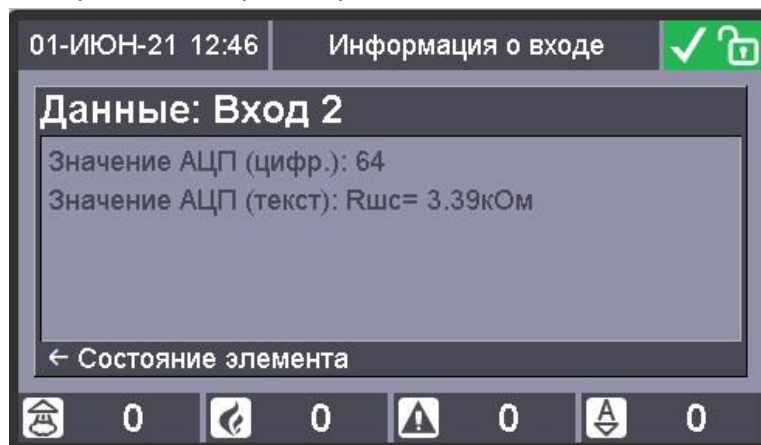 01-ИЮН-21 12:46 Информация о входе
Данные: Вход 2
Значение АЦП (цифр.): 64
Значение АЦП (текст): Rшс= 3.39кОм
← Состояние элемента
0 0 0 A 0